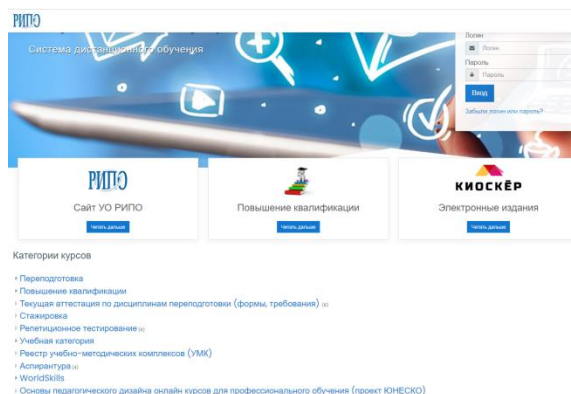 РИПО
Система дистанционного обучения
Логин
Логин
Пароль
Пароль
Вход
Забыли логин или пароль?
РИПО
Сайт УО РИПО
Читать дальше
Повышение квалификации
Читать дальше
КИОСКЁР
Электронные издания
Читать дальше
Категории курсов
Переподготовка
Повышение квалификации
Текущая аттестация по дисциплинам переподготовки (формы, требования)
Стажировка
Репетиционное тестирование
Учебная категория
Реестр учебно-методических комплексов (УМК)
Аспирантура
WorldSkills
Основы педагогического дизайна онлайн курсов для профессионального обучения (проект ЮНЕСКО)